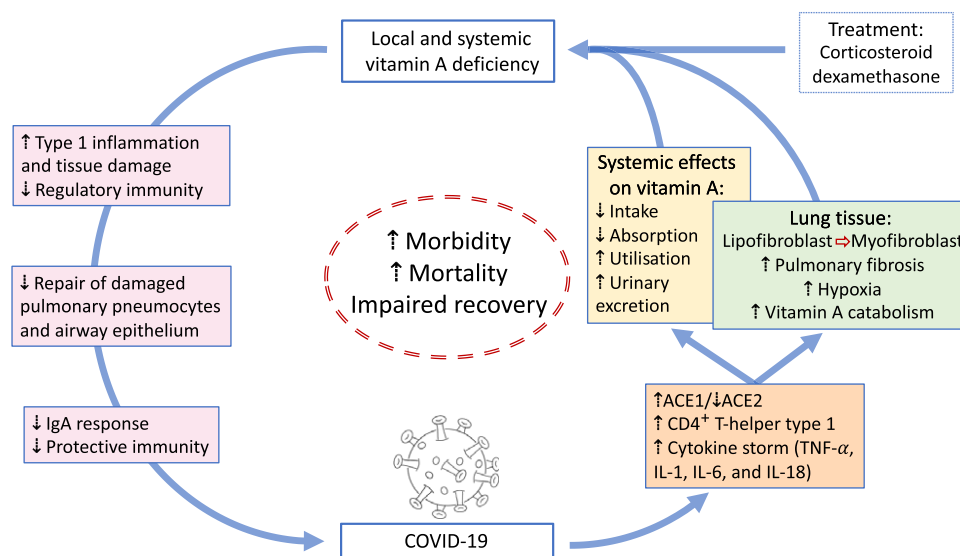 Local and systemic
vitamin A deficiency
Treatment:
Corticosteroid
dexamethasone
⇡ Type 1 inflammation
and tissue damage
⇣ Regulatory immunity
⇣ Repair of damaged
pulmonary pneumocytes
and airway epithelium
⇣ IgA response
⇣ Protective immunity
⇡ Morbidity
⇡ Mortality
Impaired recovery
Systemic effects
on vitamin A:
⇣ Intake
⇣ Absorption
⇡ Utilisation
⇡ Urinary
excretion
Lung tissue:
Lipofibroblast ⇨ Myofibroblast
⇡ Pulmonary fibrosis
⇡ Hypoxia
⇡ Vitamin A catabolism
⇡ACE1/⇣ACE2
⇡ CD4⁺ T-helper type 1
⇡ Cytokine storm (TNF-α,
IL-1, IL-6, and IL-18)
COVID-19